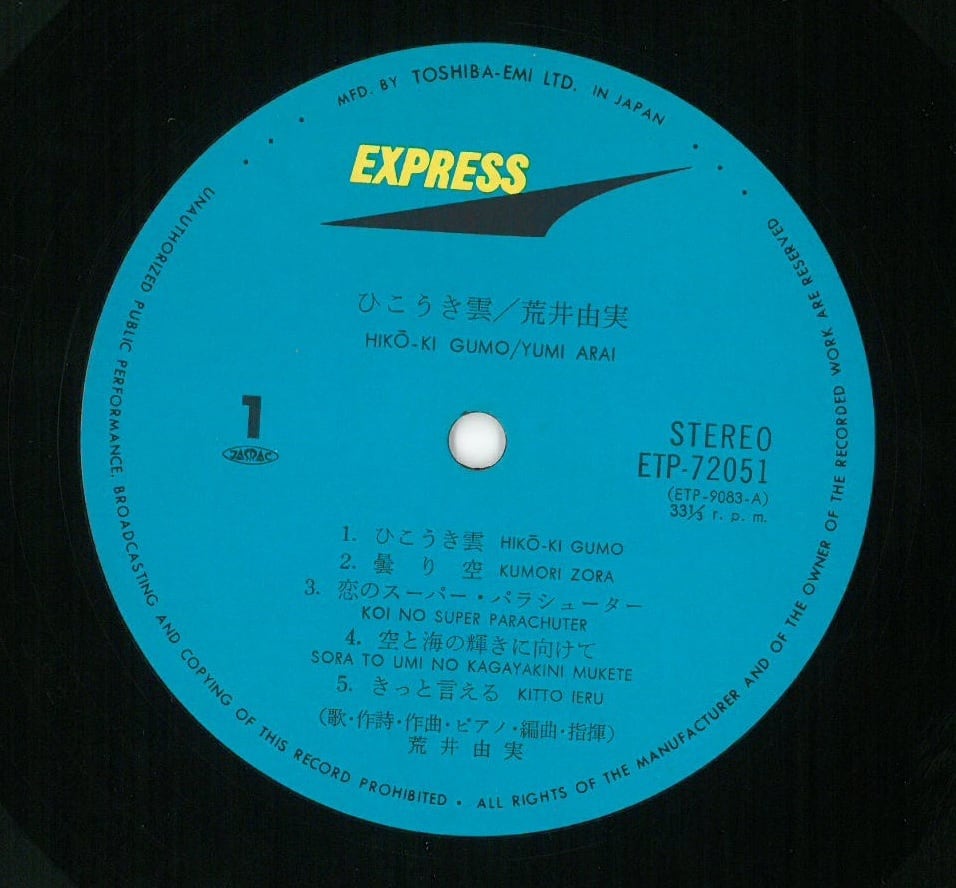 MFD. BY TOSHIBA-EMI LTD. IN JAPAN
EXPRESS
ひこうき雲／荒井由実
HIKŌ-KI GUMO/YUMI ARAI
1
JASRAC
STEREO
ETP-72051
(ETP-9083-A)
33⅓ r. p. m.
1. ひこうき雲 HIKŌ-KI GUMO
2.曇り空 KUMORI ZORA
3. 恋のスーパー・パラシューター
KOI NO SUPER PARACHUTER
4. 空と海の輝きに向けて
SORA TO UMI NO KAGAYAKINI MUKETE
5. きっと言える KITTO IERU
(歌・作詩・作曲・ピアノ・編曲・指揮)
荒井由実
UNAUTHORIZED PUBLIC PERFORMANCE, BROADCASTING AND COPYING OF THIS RECORD PROHIBITED • ALL RIGHTS OF THE MANUFACTURER AND OF THE OWNER OF THE RECORDED WORK ARE RESERVED